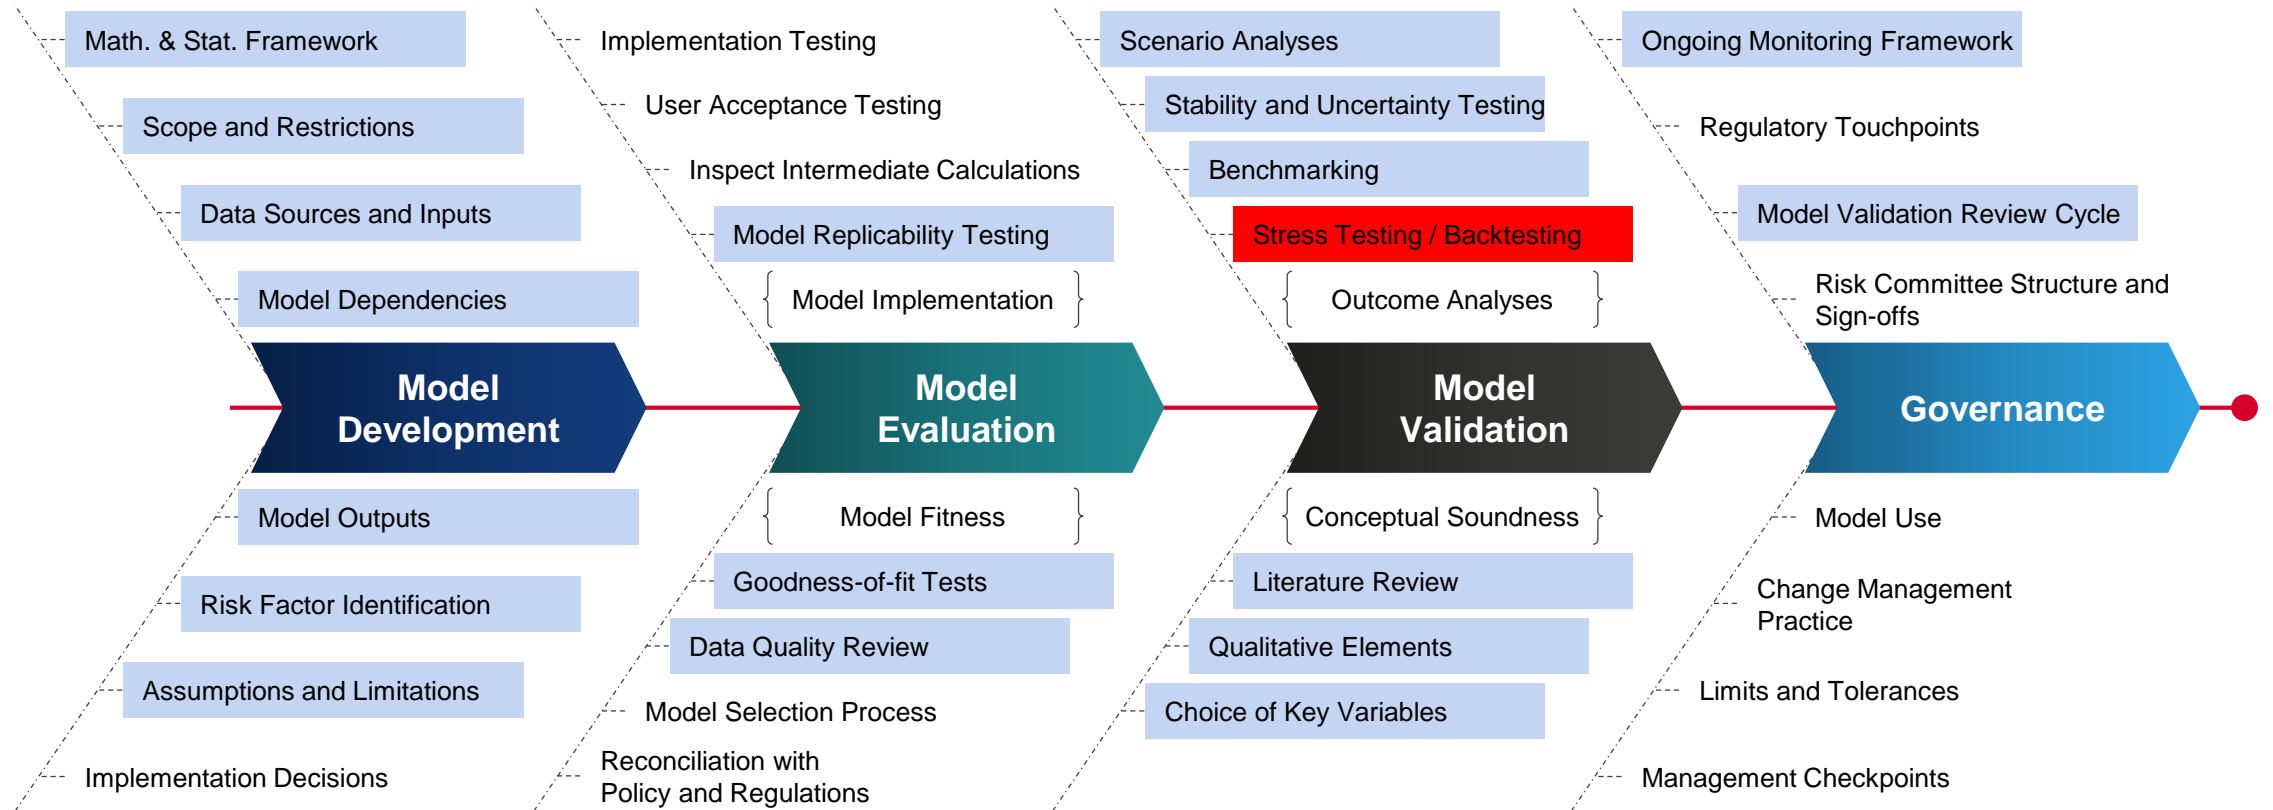 Math. & Stat. Framework
Scope and Restrictions
Data Sources and Inputs
Model Dependencies
Model
Development
Model Outputs
Risk Factor Identification
Assumptions and Limitations
Implementation Decisions
Implementation Testing
User Acceptance Testing
Inspect Intermediate Calculations
Model Replicability Testing
Model Implementation
Model
Evaluation
Model Fitness
Goodness-of-fit Tests
Data Quality Review
Model Selection Process
Reconciliation with
Policy and Regulations
Scenario Analyses
Stability and Uncertainty Testing
Benchmarking
Stress Testing / Backtesting
Outcome Analyses
Model
Validation
Conceptual Soundness
Literature Review
Qualitative Elements
Choice of Key Variables
Ongoing Monitoring Framework
Regulatory Touchpoints
Model Validation Review Cycle
Risk Committee Structure and
Sign-offs
Governance
Model Use
Change Management
Practice
Limits and Tolerances
Management Checkpoints